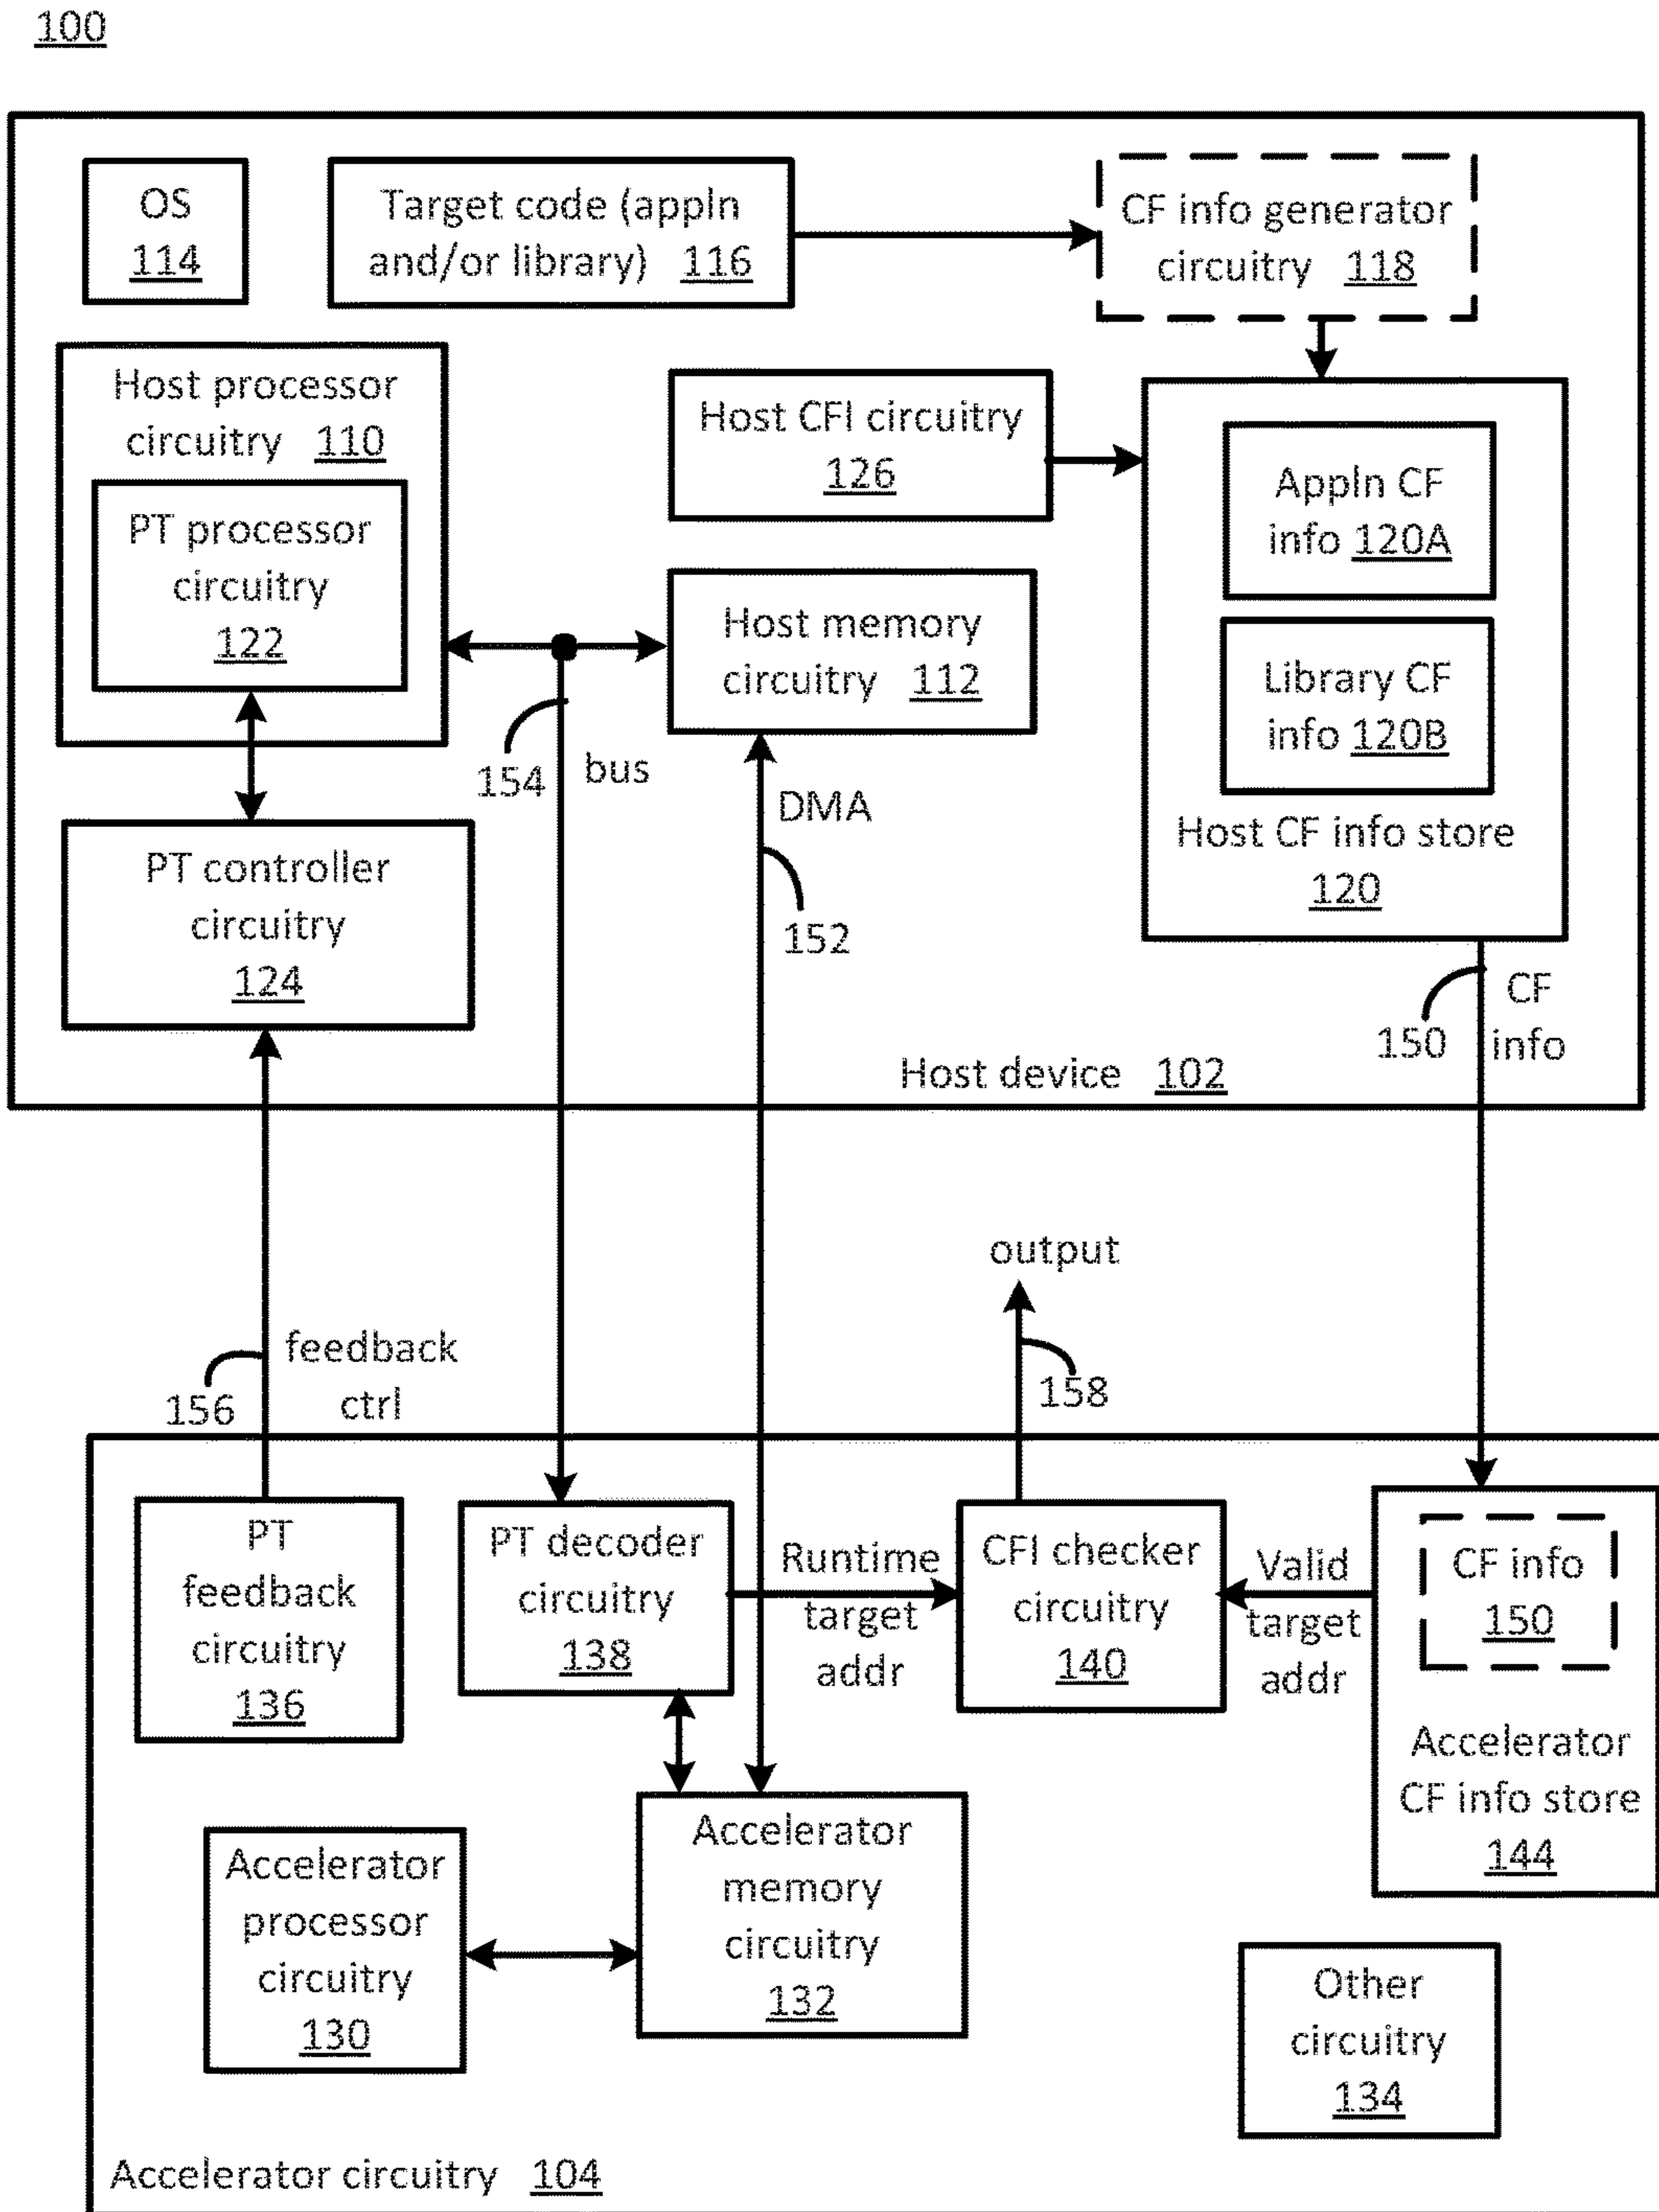 100
OS
114
Target code (appln
and/or library) 116
CF info generator
circuitry 118
Host processor
circuitry 110
PT processor
circuitry
122
Host CFI circuitry
126
Appln CF
info 120A
Library CF
info 120B
Host CF info store
120
Host memory
circuitry 112
154
bus
DMA
152
PT controller
circuitry
124
150
CF
info
Host device 102
output
158
feedback
ctrl
156
PT
feedback
circuitry
136
PT decoder
circuitry
138
Runtime
target
addr
CFI checker
circuitry
140
Valid
target
addr
CF info
150
Accelerator
CF info store
144
Accelerator
processor
circuitry
130
Accelerator
memory
circuitry
132
Other
circuitry
134
Accelerator circuitry 104